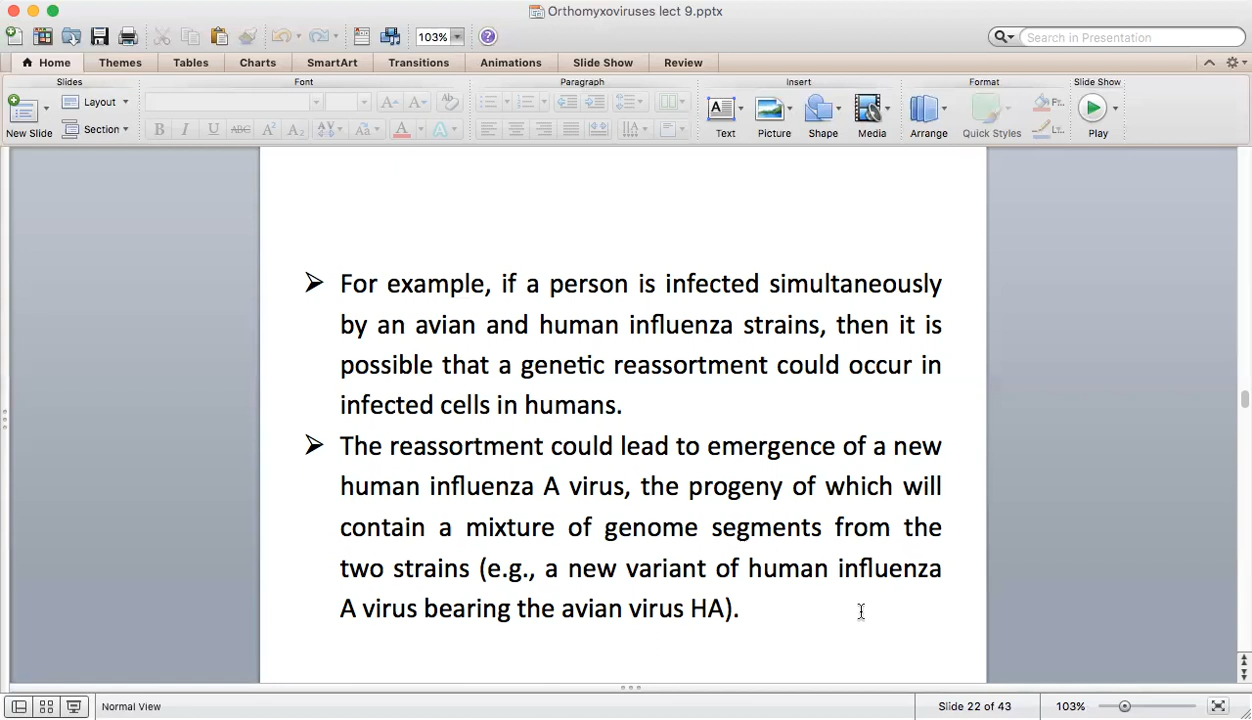 Orthomyxoviruses lect 9.pptx
103%
Search in Presentation
Home Themes Tables Charts SmartArt Transitions Animations Slide Show Review
Slides Font Paragraph Insert Format Slide Show
New Slide
Layout
Section
B I U ABC A² A₂ AV Aa A A
Text Picture Shape Media Arrange Quick Styles Play
➢ For example, if a person is infected simultaneously
by an avian and human influenza strains, then it is
possible that a genetic reassortment could occur in
infected cells in humans.
➢ The reassortment could lead to emergence of a new
human influenza A virus, the progeny of which will
contain a mixture of genome segments from the
two strains (e.g., a new variant of human influenza
A virus bearing the avian virus HA).
Normal View
Slide 22 of 43
103%